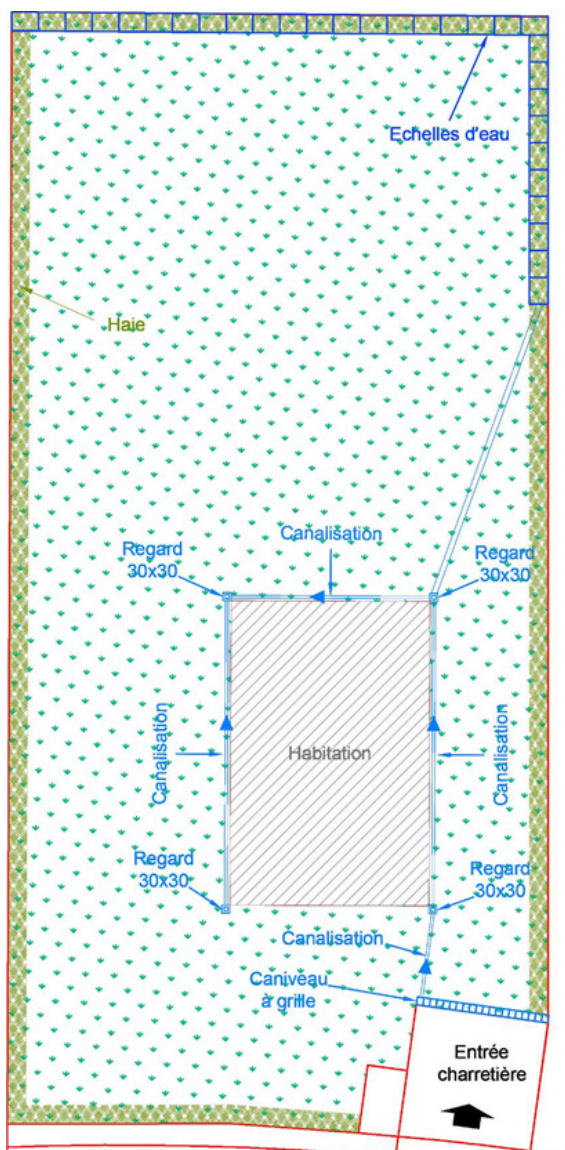 Echelles d'eau
Haie
Canalisation
Regard
30x30
Regard
30x30
Canalisation
Habitation
Canalisation
Regard
30x30
Regard
30x30
Canalisation
Caniveau
à grille
Entrée
charretière